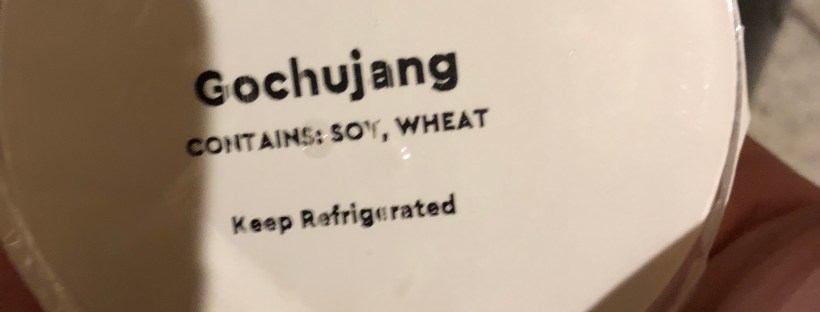 Gochujang
CONTAINS: SOY, WHEAT
Keep Refrigerated